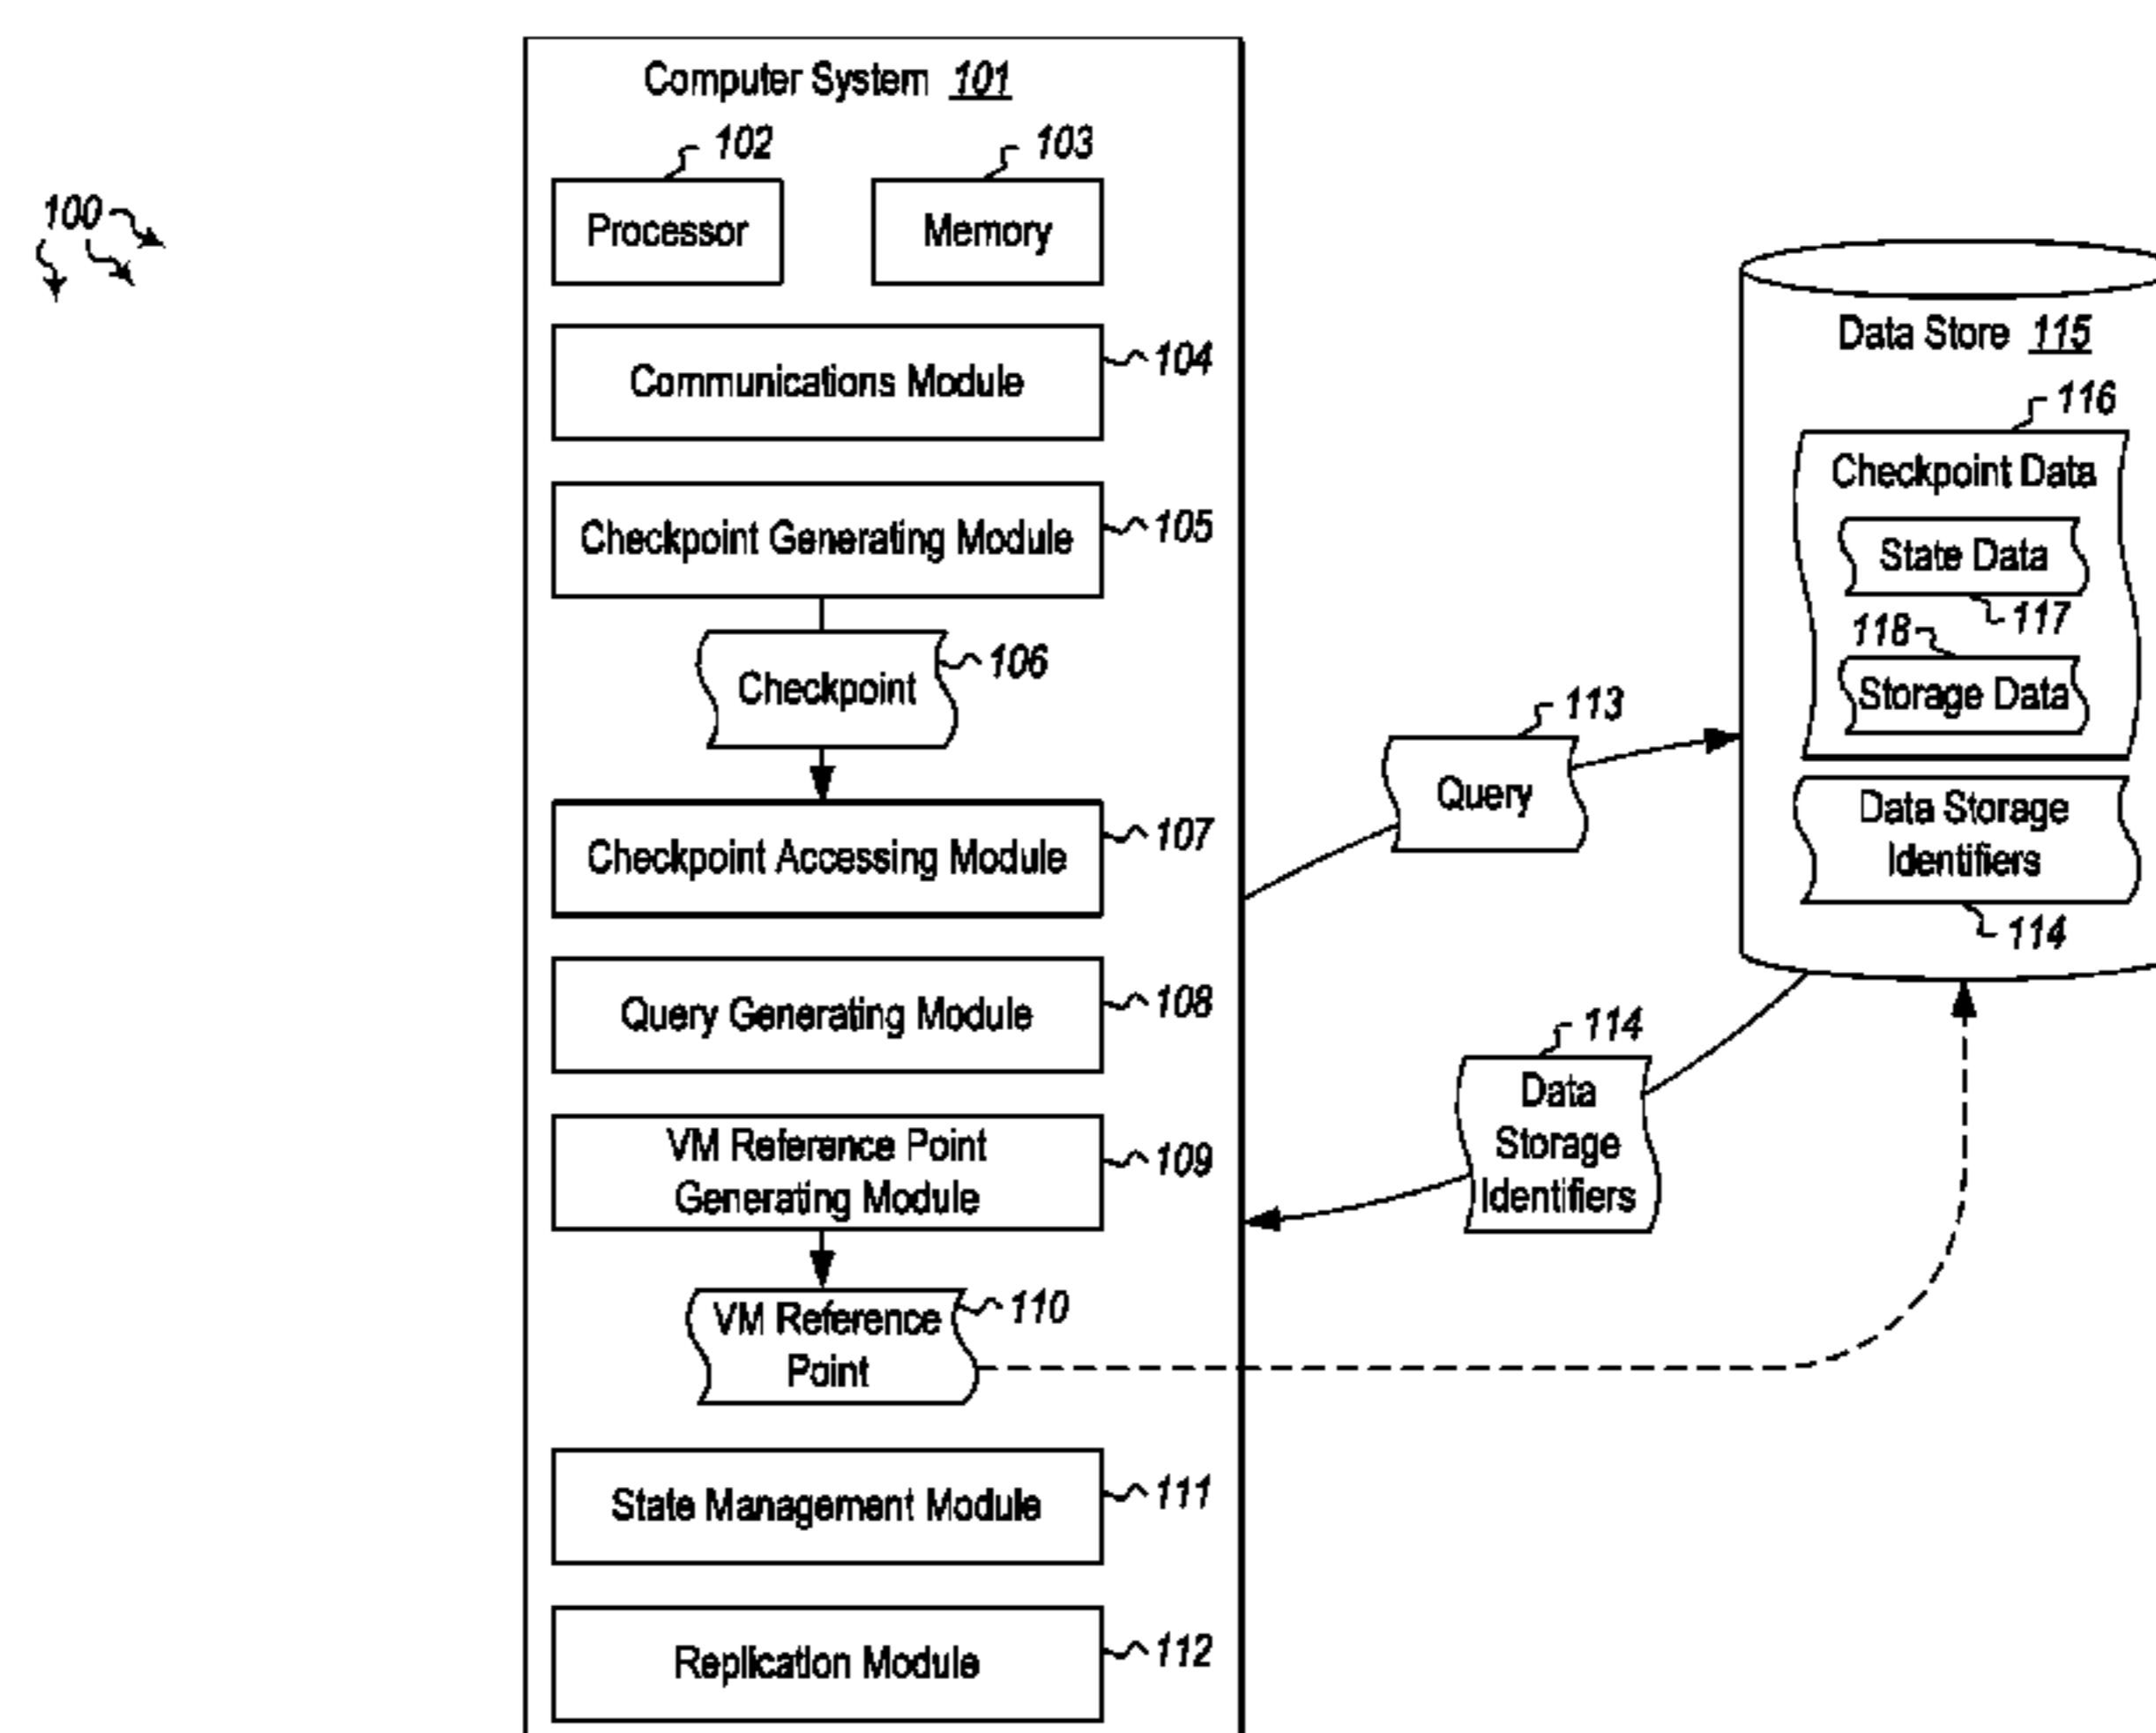 100
Computer System 101
102
103
Processor
Memory
Communications Module
104
Checkpoint Generating Module
105
Checkpoint
106
Checkpoint Accessing Module
107
Query Generating Module
108
VM Reference Point
Generating Module
109
VM Reference
Point
110
State Management Module
111
Replication Module
112
113
Query
114
Data
Storage
Identifiers
Data Store 115
116
Checkpoint Data
State Data
117
118
Storage Data
Data Storage
Identifiers
114